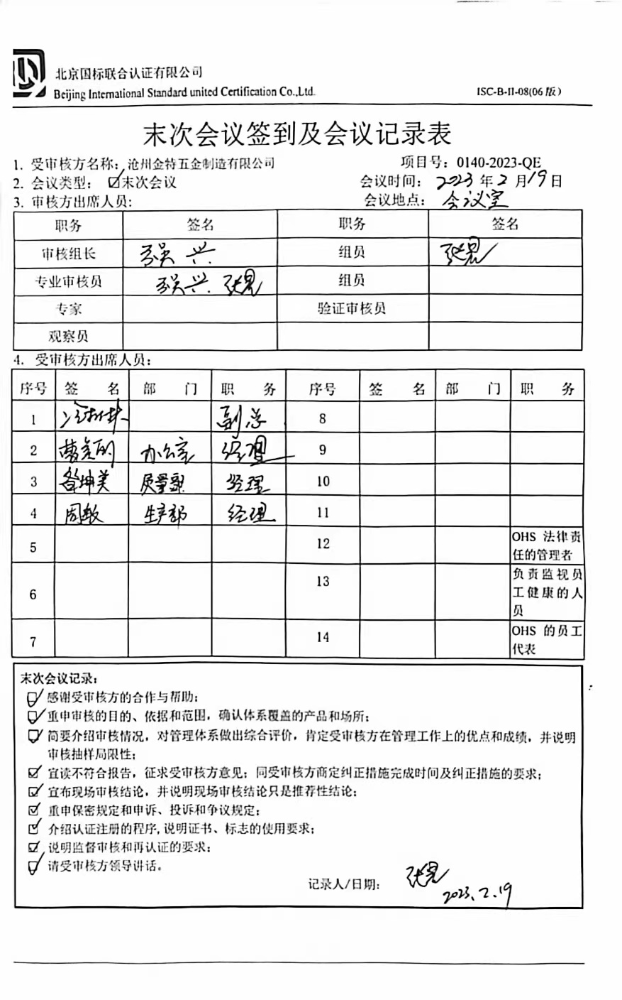 北京国标联合认证有限公司
Beijing International Standard united Certification Co.,Ltd.
ISC-B-II-08(06版)
末次会议签到及会议记录表
1. 受审核方名称：沧州金特五金制造有限公司 项目号：0140-2023-QE
2. 会议类型：☑末次会议 会议时间：2023年2月19日
3. 审核方出席人员： 会议地点：会议室
职务 签名 职务 签名
审核组长 组员 张昆
专业审核员 张昆 组员
专家 验证审核员
观察员
4. 受审核方出席人员：
序号 签名 部门 职务 序号 签名 部门 职务
1 副总 8
2 办公室 经理 9
3 质量部 经理 10
4 周敏 生产部 经理 11
5 12 OHS 法律责任的管理者
6 13 负责监视员工健康的人员
7 14 OHS 的员工代表
末次会议记录：
☑感谢受审核方的合作与帮助；
☑重申审核的目的、依据和范围，确认体系覆盖的产品和场所；
☑简要介绍审核情况，对管理体系做出综合评价，肯定受审核方在管理工作上的优点和成绩，并说明
审核抽样局限性；
☑宣读不符合报告，征求受审核方意见；同受审核方商定纠正措施完成时间及纠正措施的要求；
☑宣布现场审核结论，并说明现场审核结论只是推荐性结论；
☑重申保密规定和申诉、投诉和争议规定；
☑介绍认证注册的程序,说明证书、标志的使用要求；
☑说明监督审核和再认证的要求；
☑请受审核方领导讲话。
记录人/日期： 张昆
2023.2.19